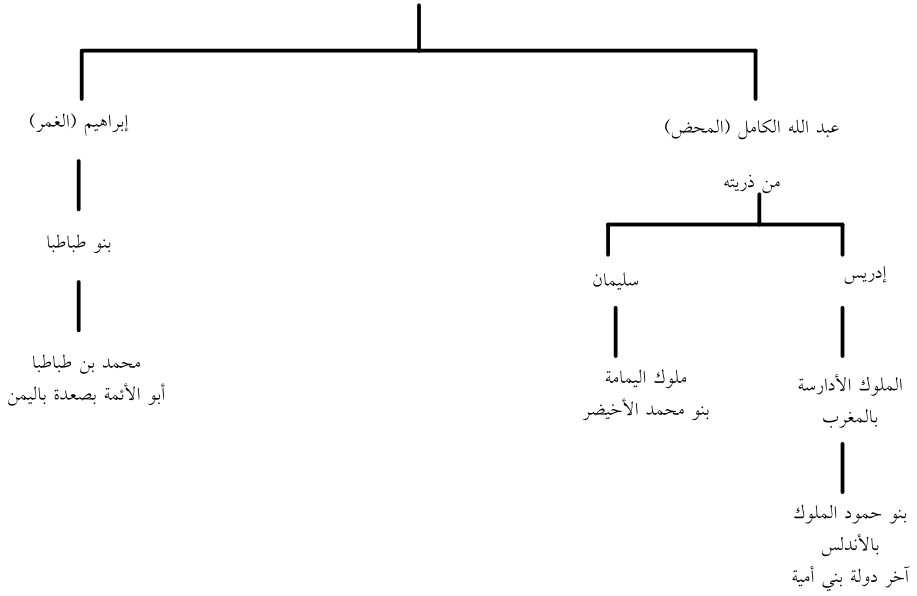 عبد الله الكامل (المحض)
من ذريته
إدريس
الملوك الأدارسة
بالمغرب
بنو حمود الملوك
بالأندلس
آخر دولة بني أمية
سليمان
ملوك اليمامة
بنو محمد الأخيضر
إبراهيم (الغمر)
بنو طباطبا
محمد بن طباطبا
أبو الأئمة بصعدة باليمن